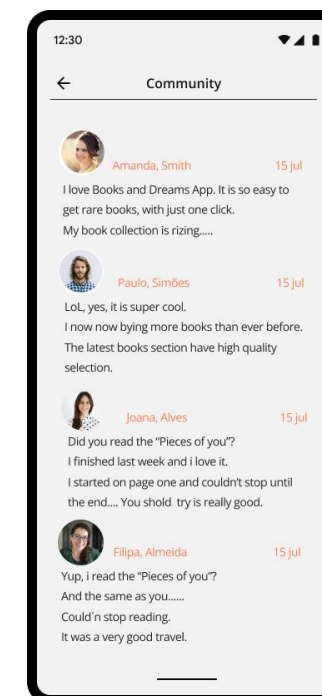 12:30
Community
Amanda, Smith 15 jul
I love Books and Dreams App. It is so easy to
get rare books, with just one click.
My book collection is rizing.....
Paulo, Simões 15 jul
LoL, yes, it is super cool.
I now now bying more books than ever before.
The latest books section have high quality
selection.
Joana, Alves 15 jul
Did you read the “Pieces of you”?
I finished last week and i love it.
I started on page one and couldn’t stop until
the end.... You shold try is really good.
Filipa, Almeida 15 jul
Yup, i read the “Pieces of you”?
And the same as you......
Could´n stop reading.
It was a very good travel.